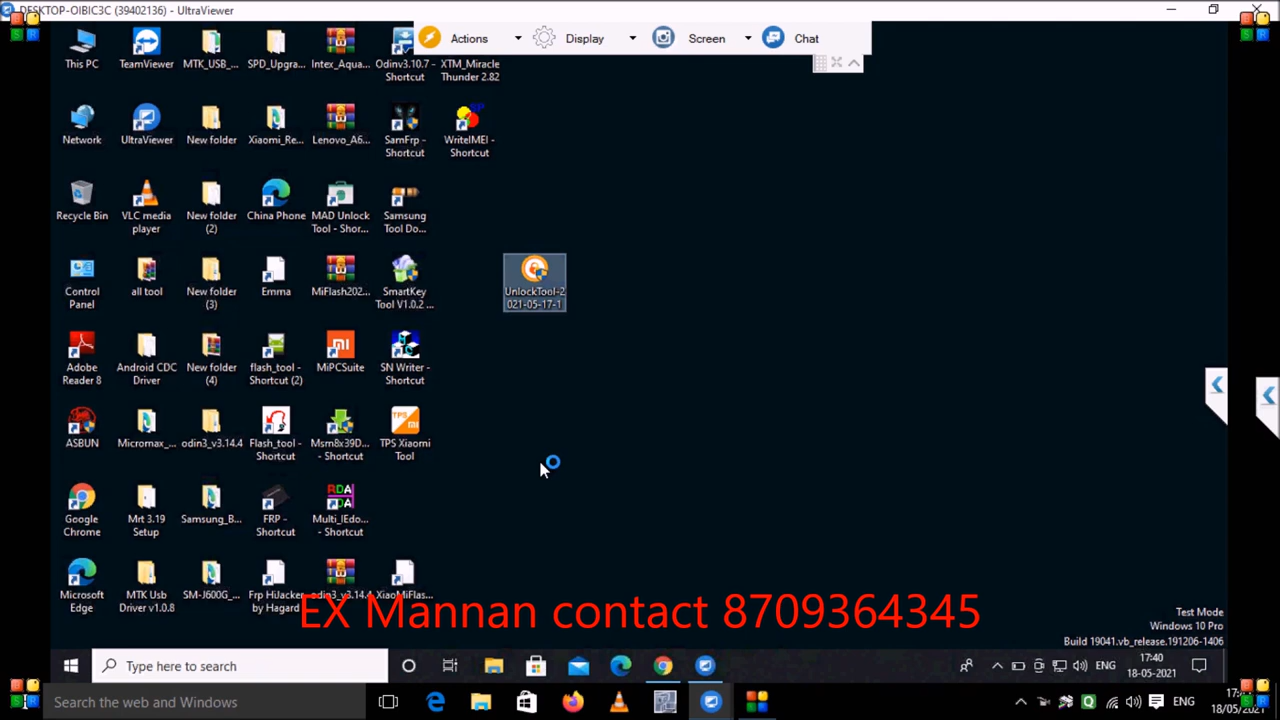 DESKTOP-OIBIC3C (39402136) - UltraViewer
Actions
Display
Screen
Chat
This PC
TeamViewer
MTK_USB_...
SPD_Upgra...
Intex_Aqua...
Odinv3.10.7 - Shortcut
XTM_Miracle Thunder 2.82
Network
UltraViewer
New folder
Xiaomi_Re...
Lenovo_A6...
SamFrp - Shortcut
WriteIMEI - Shortcut
Recycle Bin
VLC media player
New folder (2)
China Phone
MAD Unlock Tool - Shor...
Samsung Tool Do...
Control Panel
all tool
New folder (3)
Emma
MiFlash202...
SmartKey Tool V1.0.2 ...
UnlockTool-2021-05-17-1
Adobe Reader 8
Android CDC Driver
New folder (4)
flash_tool - Shortcut (2)
MiPCSuite
SN Writer - Shortcut
ASBUN
Micromax_...
odin3_v3.14.4
Flash_tool - Shortcut
Msm8x39D... - Shortcut
TPS Xiaomi Tool
Google Chrome
Mrt 3.19 Setup
Samsung_B...
FRP - Shortcut
Multi_IEdo... - Shortcut
Microsoft Edge
MTK Usb Driver v1.0.8
SM-J600G_...
Frp HiJacker by Hagard
odin3_v3.14.4
XiaoMiFlas...
EX Mannan contact 8709364345
Test Mode
Windows 10 Pro
Build 19041.vb_release.191206-1406
Type here to search
ENG
17:40
18-05-2021
Search the web and Windows
ENG
18/05/2021